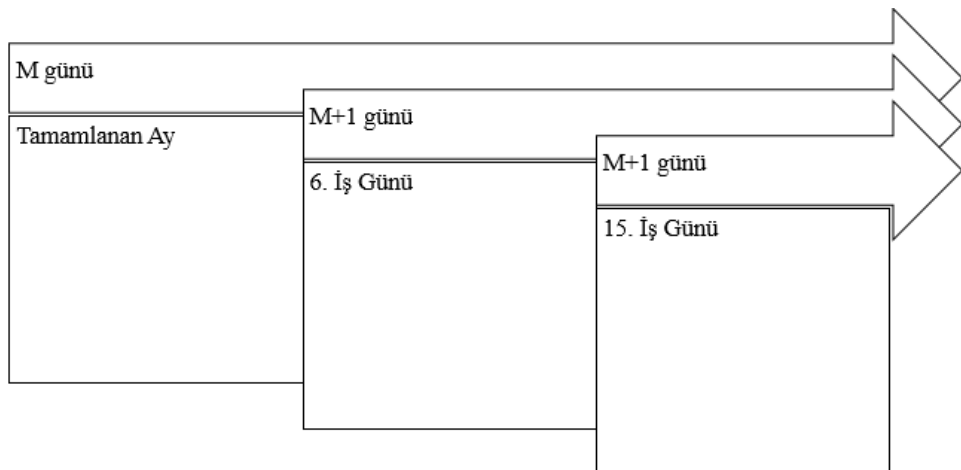 M günü
Tamamlanan Ay
M+1 günü
6. İş Günü
M+1 günü
15. İş Günü